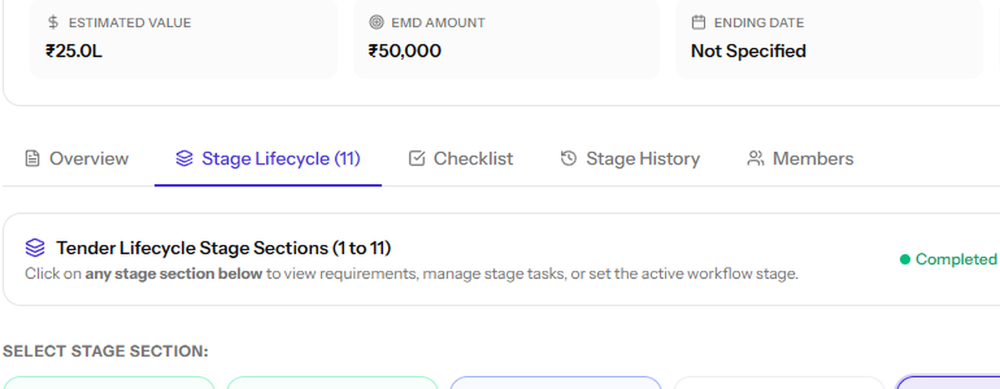 ESTIMATED VALUE EMD AMOUNT ENDING DATE
₹25.0L ₹50,000 Not Specified
Overview Stage Lifecycle (11) Checklist Stage History Members
Tender Lifecycle Stage Sections (1 to 11)
Completed
Click on any stage section below to view requirements, manage stage tasks, or set the active workflow stage.
SELECT STAGE SECTION: